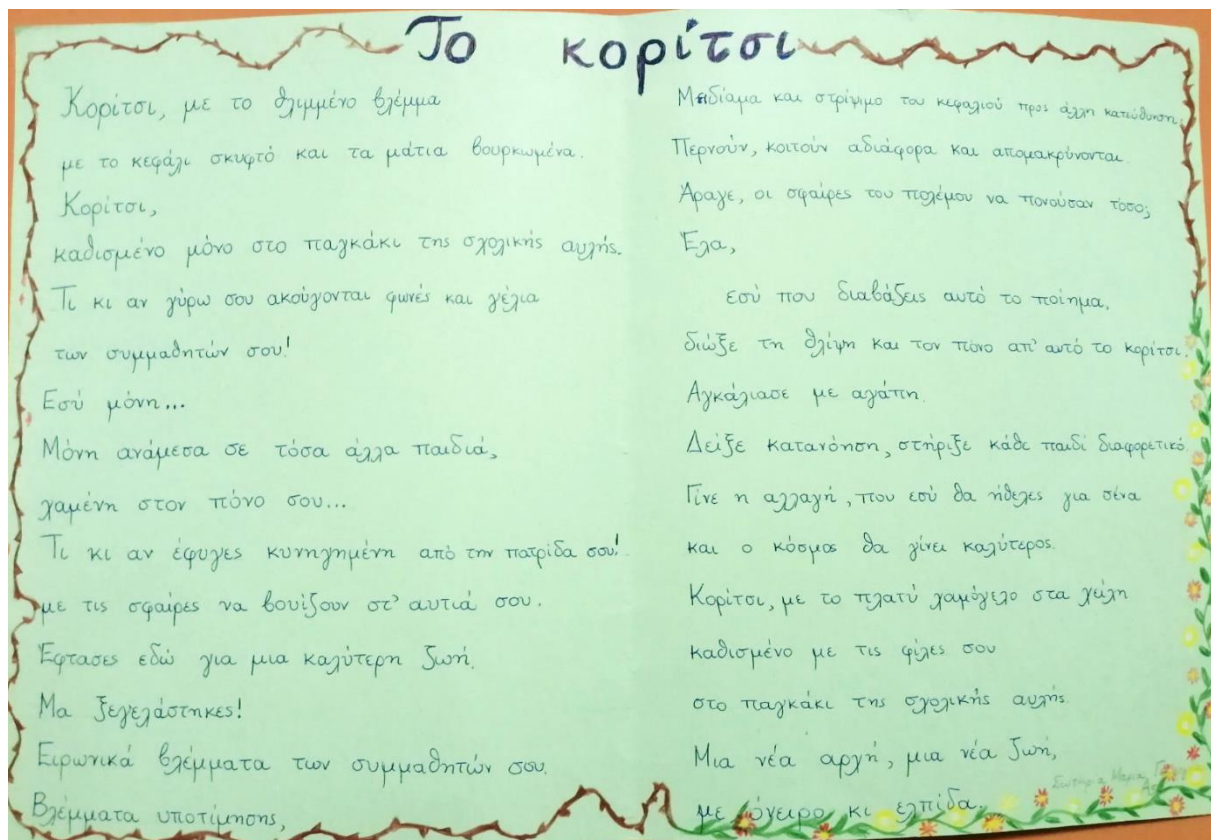 Το κορίτσι
Κορίτσι, με το θλιμμένο βλέμμα
με το κεφάλι σκυφτό και τα μάτια βουρκωμένα.
Κορίτσι,
καθισμένο μόνο στο παγκάκι της σχολικής αυλής.
Τι κι αν γύρω σου ακούγονται φωνές και γέλια
των συμμαθητών σου!
Εσύ μόνη...
Μόνη ανάμεσα σε τόσα άλλα παιδιά,
χαμένη στον πόνο σου...
Τι κι αν έφυγες κυνηγημένη από την πατρίδα σου!
με τις σφαίρες να βουίζουν στ' αυτιά σου.
Έφτασες εδώ για μια καλύτερη ζωή.
Μα ξεγελάστηκες!
Ειρωνικά βλέμματα των συμμαθητών σου.
Βλέμματα υποτίμησης,
Μειδίαμα και στρίψιμο του κεφαλιού προς άλλη κατεύθυνση;
Περνούν, κοιτούν αδιάφορα και απομακρύνονται.
Άραγε, οι σφαίρες του πολέμου να πονούσαν τόσο;
Έλα,
εσύ που διαβάζεις αυτό το ποίημα,
διώξε τη θλίψη και τον πόνο απ' αυτό το κορίτσι.
Αγκάλιασε με αγάπη.
Δείξε κατανόηση, στήριξε κάθε παιδί διαφορετικό.
Γίνε η αλλαγή, που εσύ θα ήθελες για σένα
και ο κόσμος θα γίνει καλύτερος.
Κορίτσι, με το πλατύ χαμόγελο στα χείλη
καθισμένο με τις φίλες σου
στο παγκάκι της σχολικής αυλής.
Μια νέα αρχή, μια νέα ζωή,
με όνειρο κι ελπίδα.
Σωτηρία Μαρία